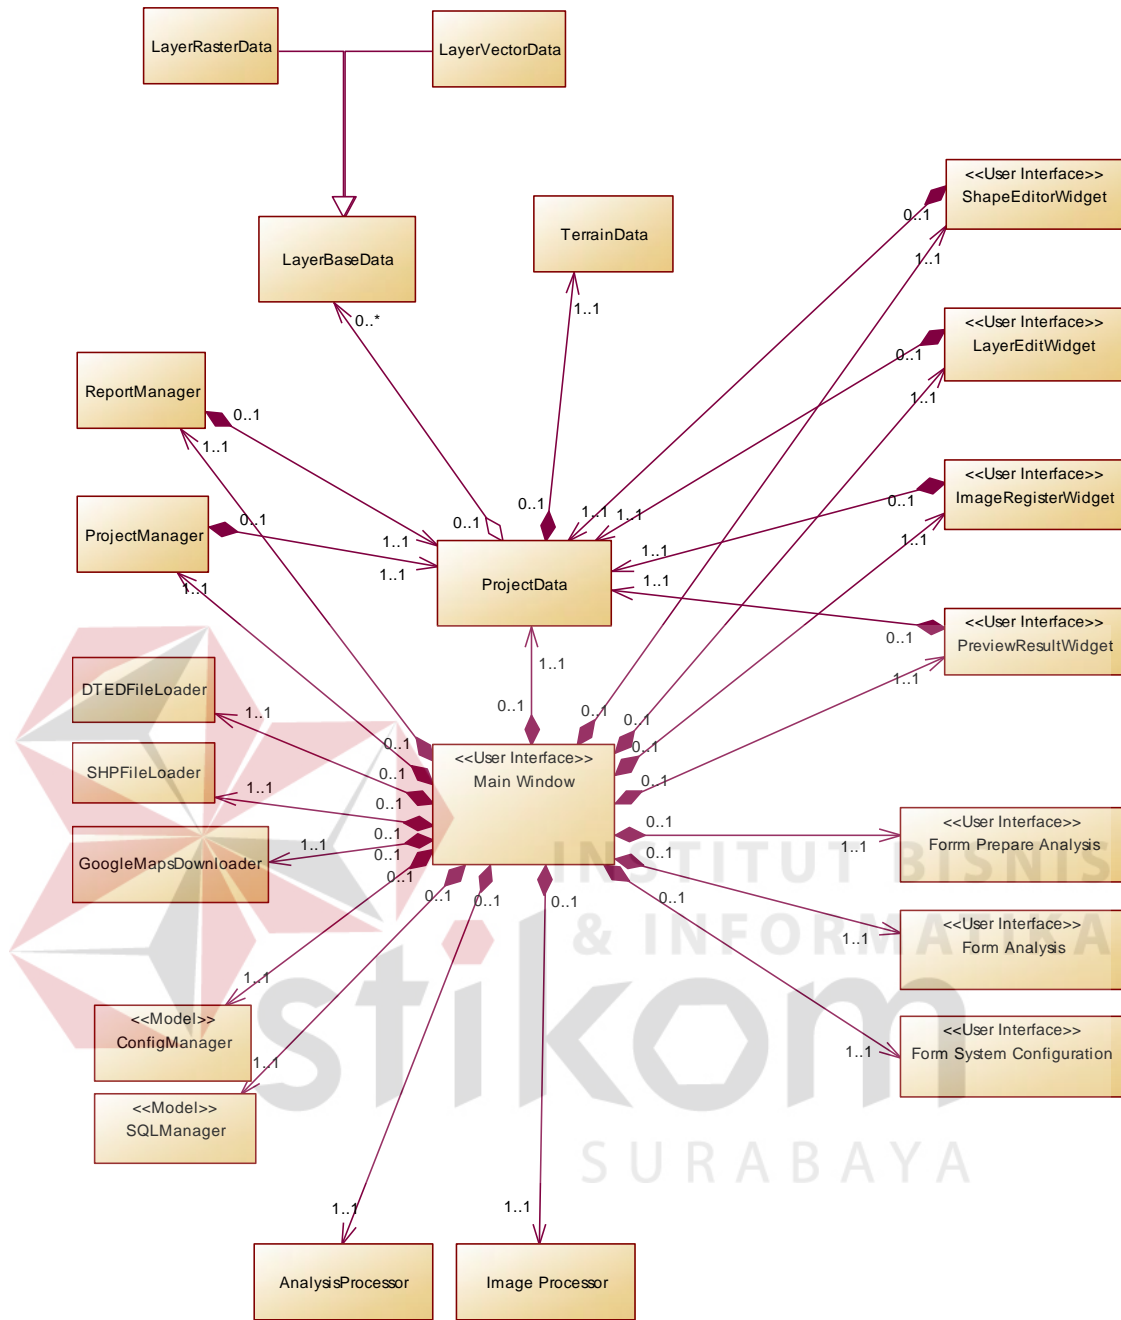 LayerRasterData
LayerVectorData
<<User Interface>>
ShapeEditorWidget
0..1
1..1
TerrainData
1..1
LayerBaseData
0..*
<<User Interface>>
LayerEditWidget
0..1
1..1
ReportManager
0..1
1..1
<<User Interface>>
ImageRegisterWidget
0..1
1..1
ProjectManager
0..1
1..1
0..1
0..1
1..1
1..1
1..1
1..1
1..1
1..1
ProjectData
<<User Interface>>
PreviewResultWidget
0..1
1..1
1..1
DTEDFileLoader
1..1
0..1
0..1
0..1
0..1
0..1
0..1
SHPFileLoader
1..1
0..1
0..1
<<User Interface>>
Main Window
0..1
GoogleMapsDownloader
1..1
0..1
0..1
0..1
0..1
0..1
0..1
0..1
0..1
0..1
1..1
<<User Interface>>
Form Prepare Analysis
INSTITUT BISNIS
& INFORMATIKA
1..1
<<User Interface>>
Form Analysis
stikom
SURABAYA
1..1
<<Model>>
ConfigManager
1..1
<<User Interface>>
Form System Configuration
1..1
<<Model>>
SQLManager
1..1
1..1
AnalysisProcessor
Image Processor